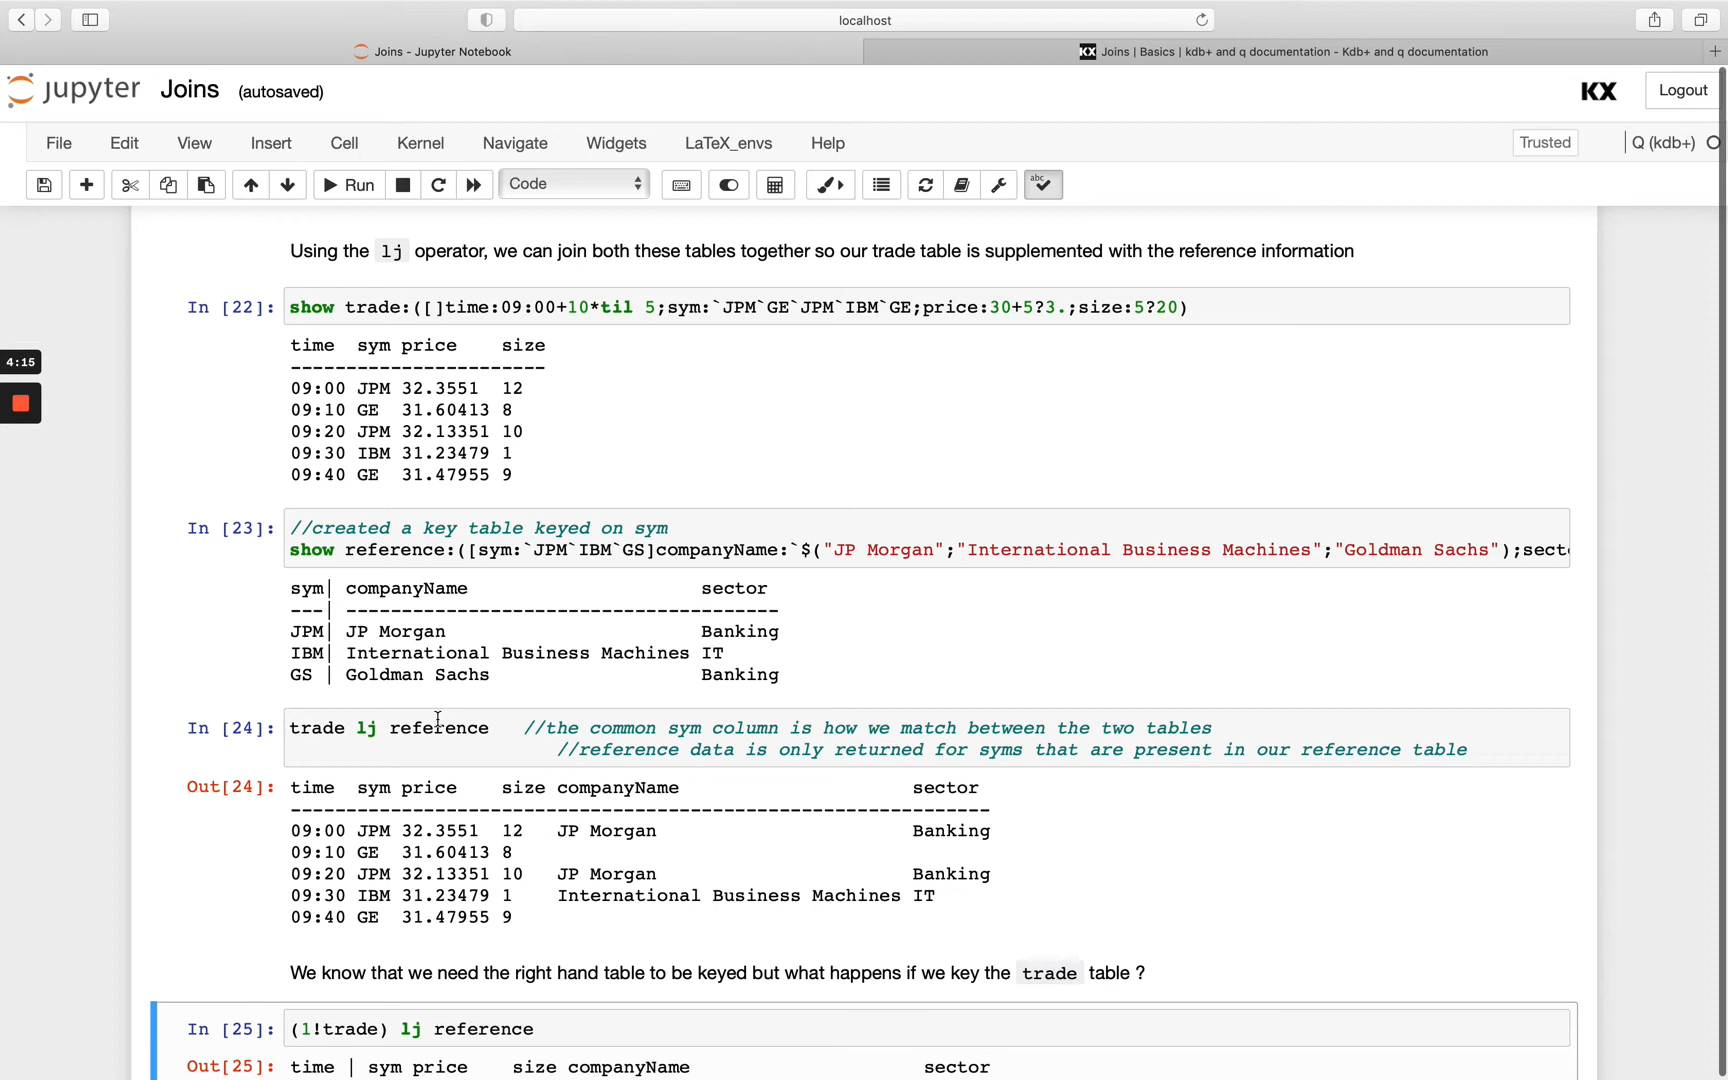 localhost
Joins - Jupyter Notebook
KX Joins | Basics | kdb+ and q documentation - Kdb+ and q documentation
jupyter Joins (autosaved)
KX
Logout
File Edit View Insert Cell Kernel Navigate Widgets LaTeX_envs Help
Trusted
Q (kdb+)
Run
Code
abc
Using the lj operator, we can join both these tables together so our trade table is supplemented with the reference information
In [22]: show trade:([]time:09:00+10*til 5;sym:`JPM`GE`JPM`IBM`GE;price:30+5?3.;size:5?20)
time  sym price    size
-----------------------
09:00 JPM 32.3551  12
09:10 GE  31.60413 8
4:15
09:20 JPM 32.13351 10
09:30 IBM 31.23479 1
09:40 GE  31.47955 9
In [23]: //created a key table keyed on sym
show reference:([sym:`JPM`IBM`GS]companyName:`$("JP Morgan";"International Business Machines";"Goldman Sachs");sect
sym| companyName                     sector
---| ---------------------------------------
JPM| JP Morgan                       Banking
IBM| International Business Machines IT
GS | Goldman Sachs                   Banking
In [24]: trade lj reference   //the common sym column is how we match between the two tables
//reference data is only returned for syms that are present in our reference table
Out[24]: time  sym price    size companyName                     sector
---------------------------------------------------------------
09:00 JPM 32.3551  12   JP Morgan                       Banking
09:10 GE  31.60413 8
09:20 JPM 32.13351 10   JP Morgan                       Banking
09:30 IBM 31.23479 1    International Business Machines IT
09:40 GE  31.47955 9
We know that we need the right hand table to be keyed but what happens if we key the trade table ?
In [25]: (1!trade) lj reference
Out[25]: time | sym price    size companyName                     sector